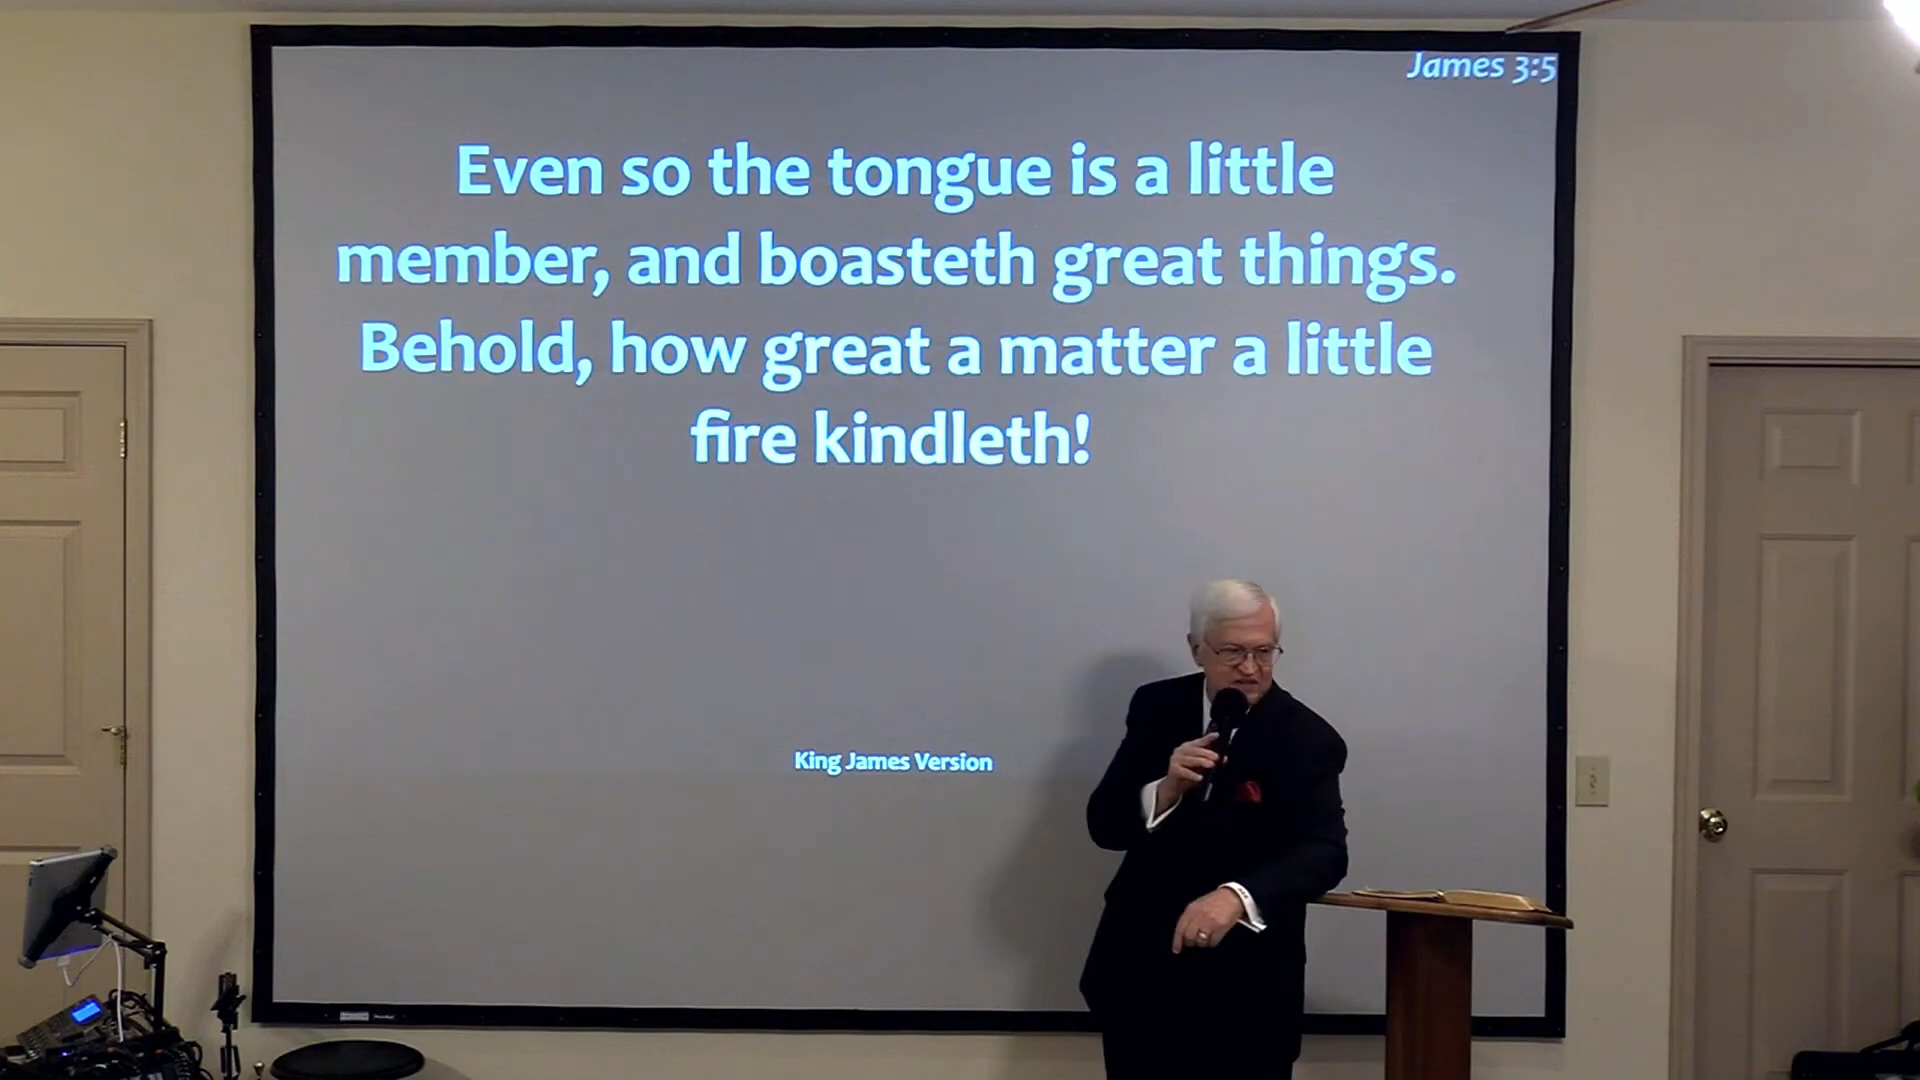 James 3:5
Even so the tongue is a little
member, and boasteth great things.
Behold, how great a matter a little
fire kindleth!
King James Version